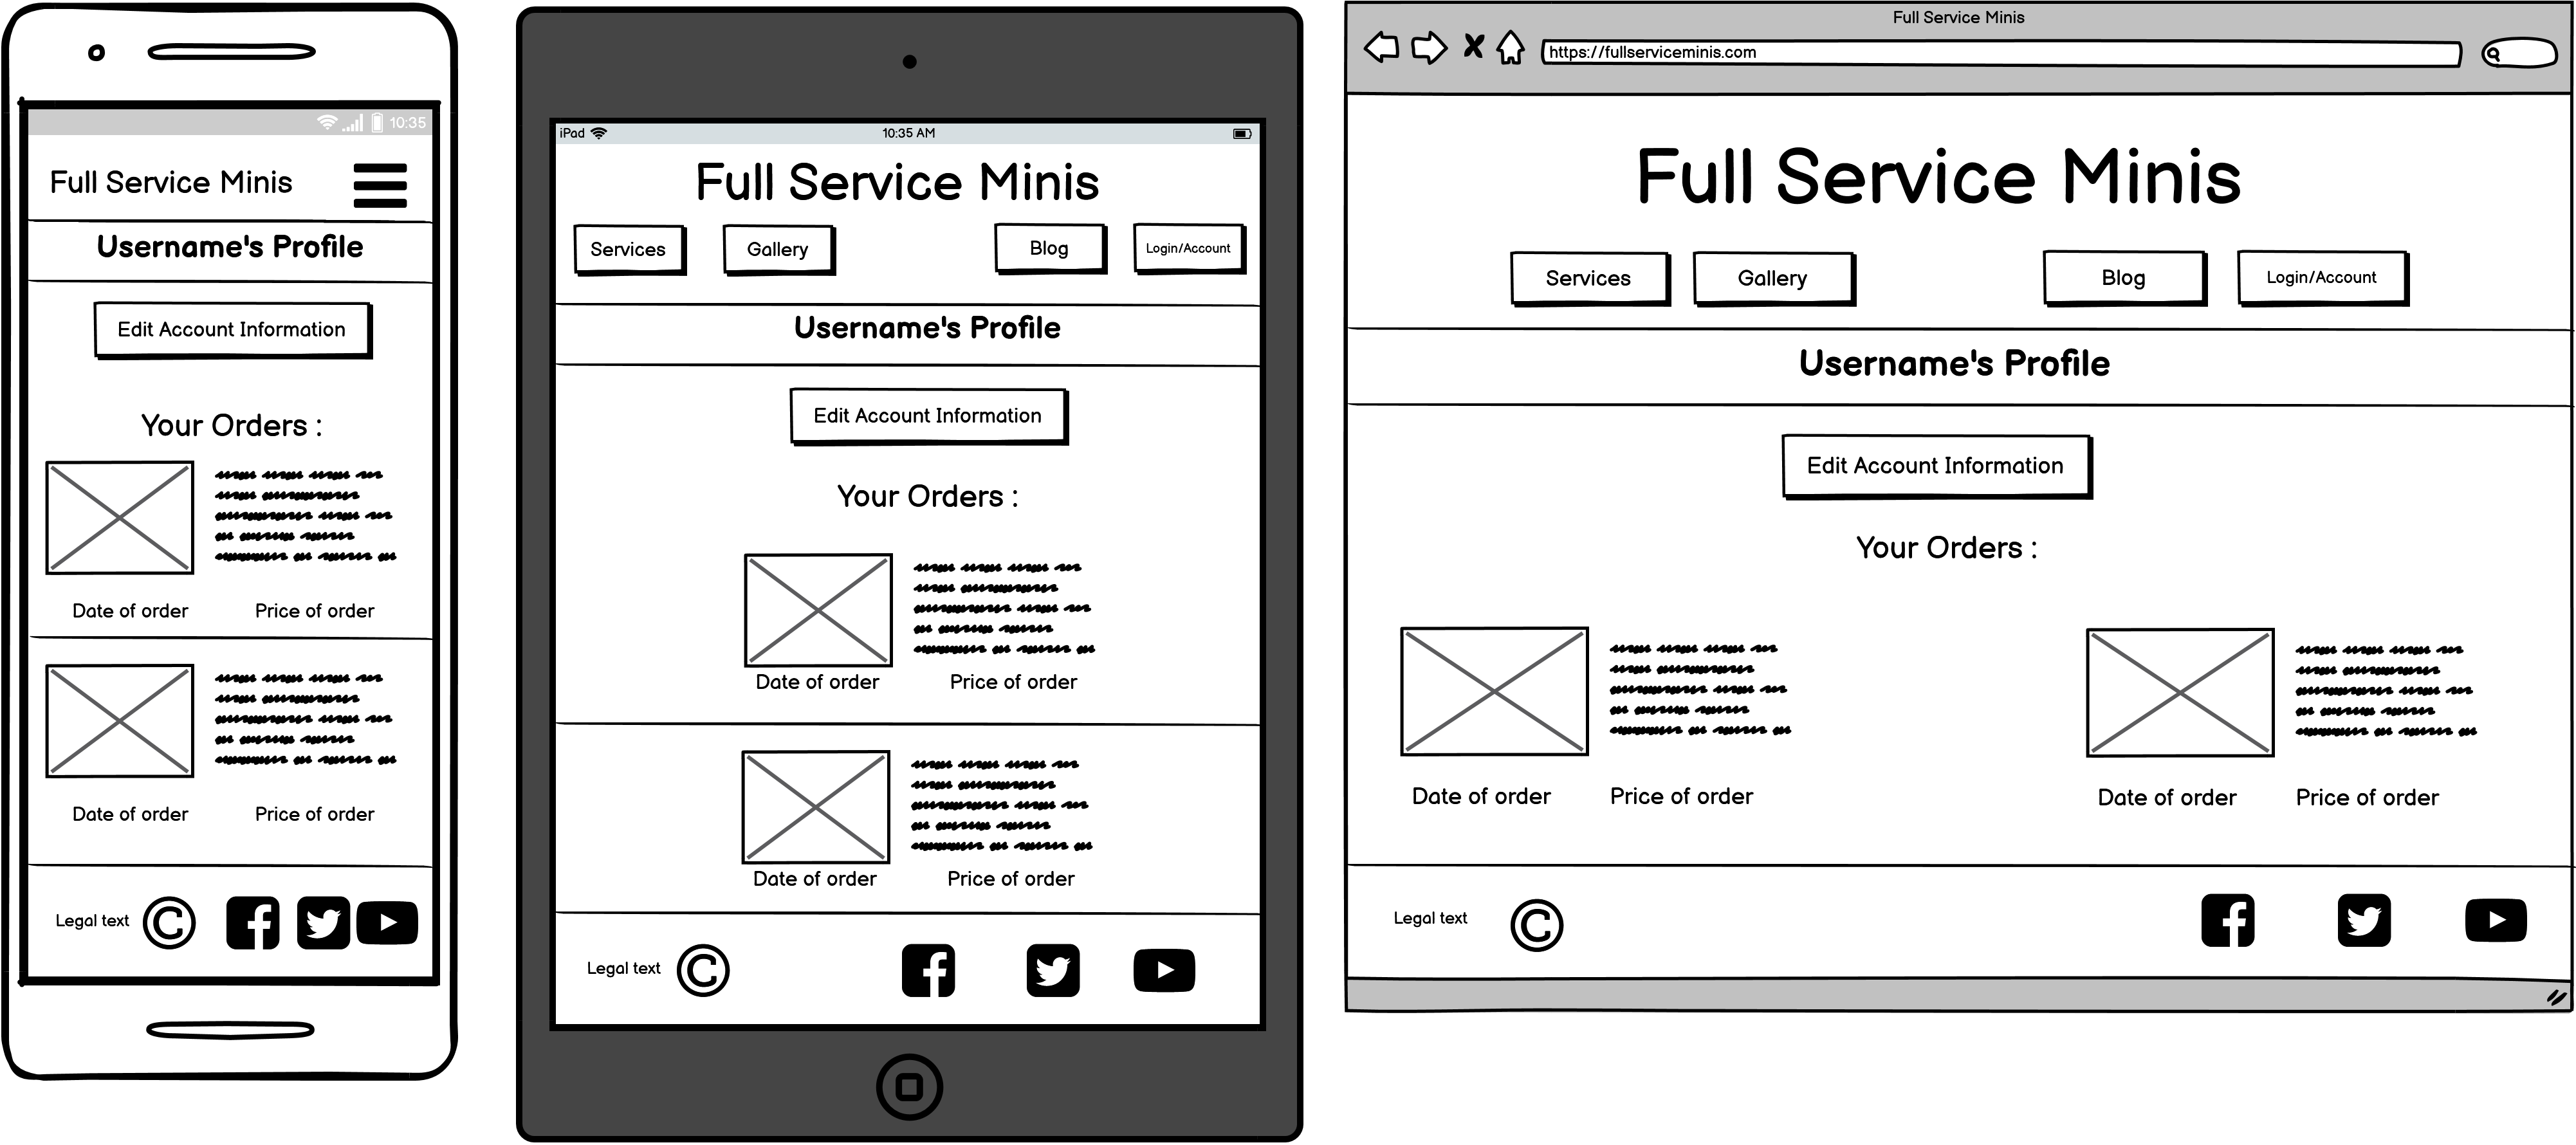 10:35
Full Service Minis
Username's Profile
Edit Account Information
Your Orders :
Date of order Price of order
Date of order Price of order
Legal text ©
iPad 10:35 AM
Full Service Minis
Services Gallery Blog Login/Account
Username's Profile
Edit Account Information
Your Orders :
Date of order Price of order
Date of order Price of order
Legal text ©
Full Service Minis
https://fullserviceminis.com
Full Service Minis
Services Gallery Blog Login/Account
Username's Profile
Edit Account Information
Your Orders :
Date of order Price of order Date of order Price of order
Legal text ©